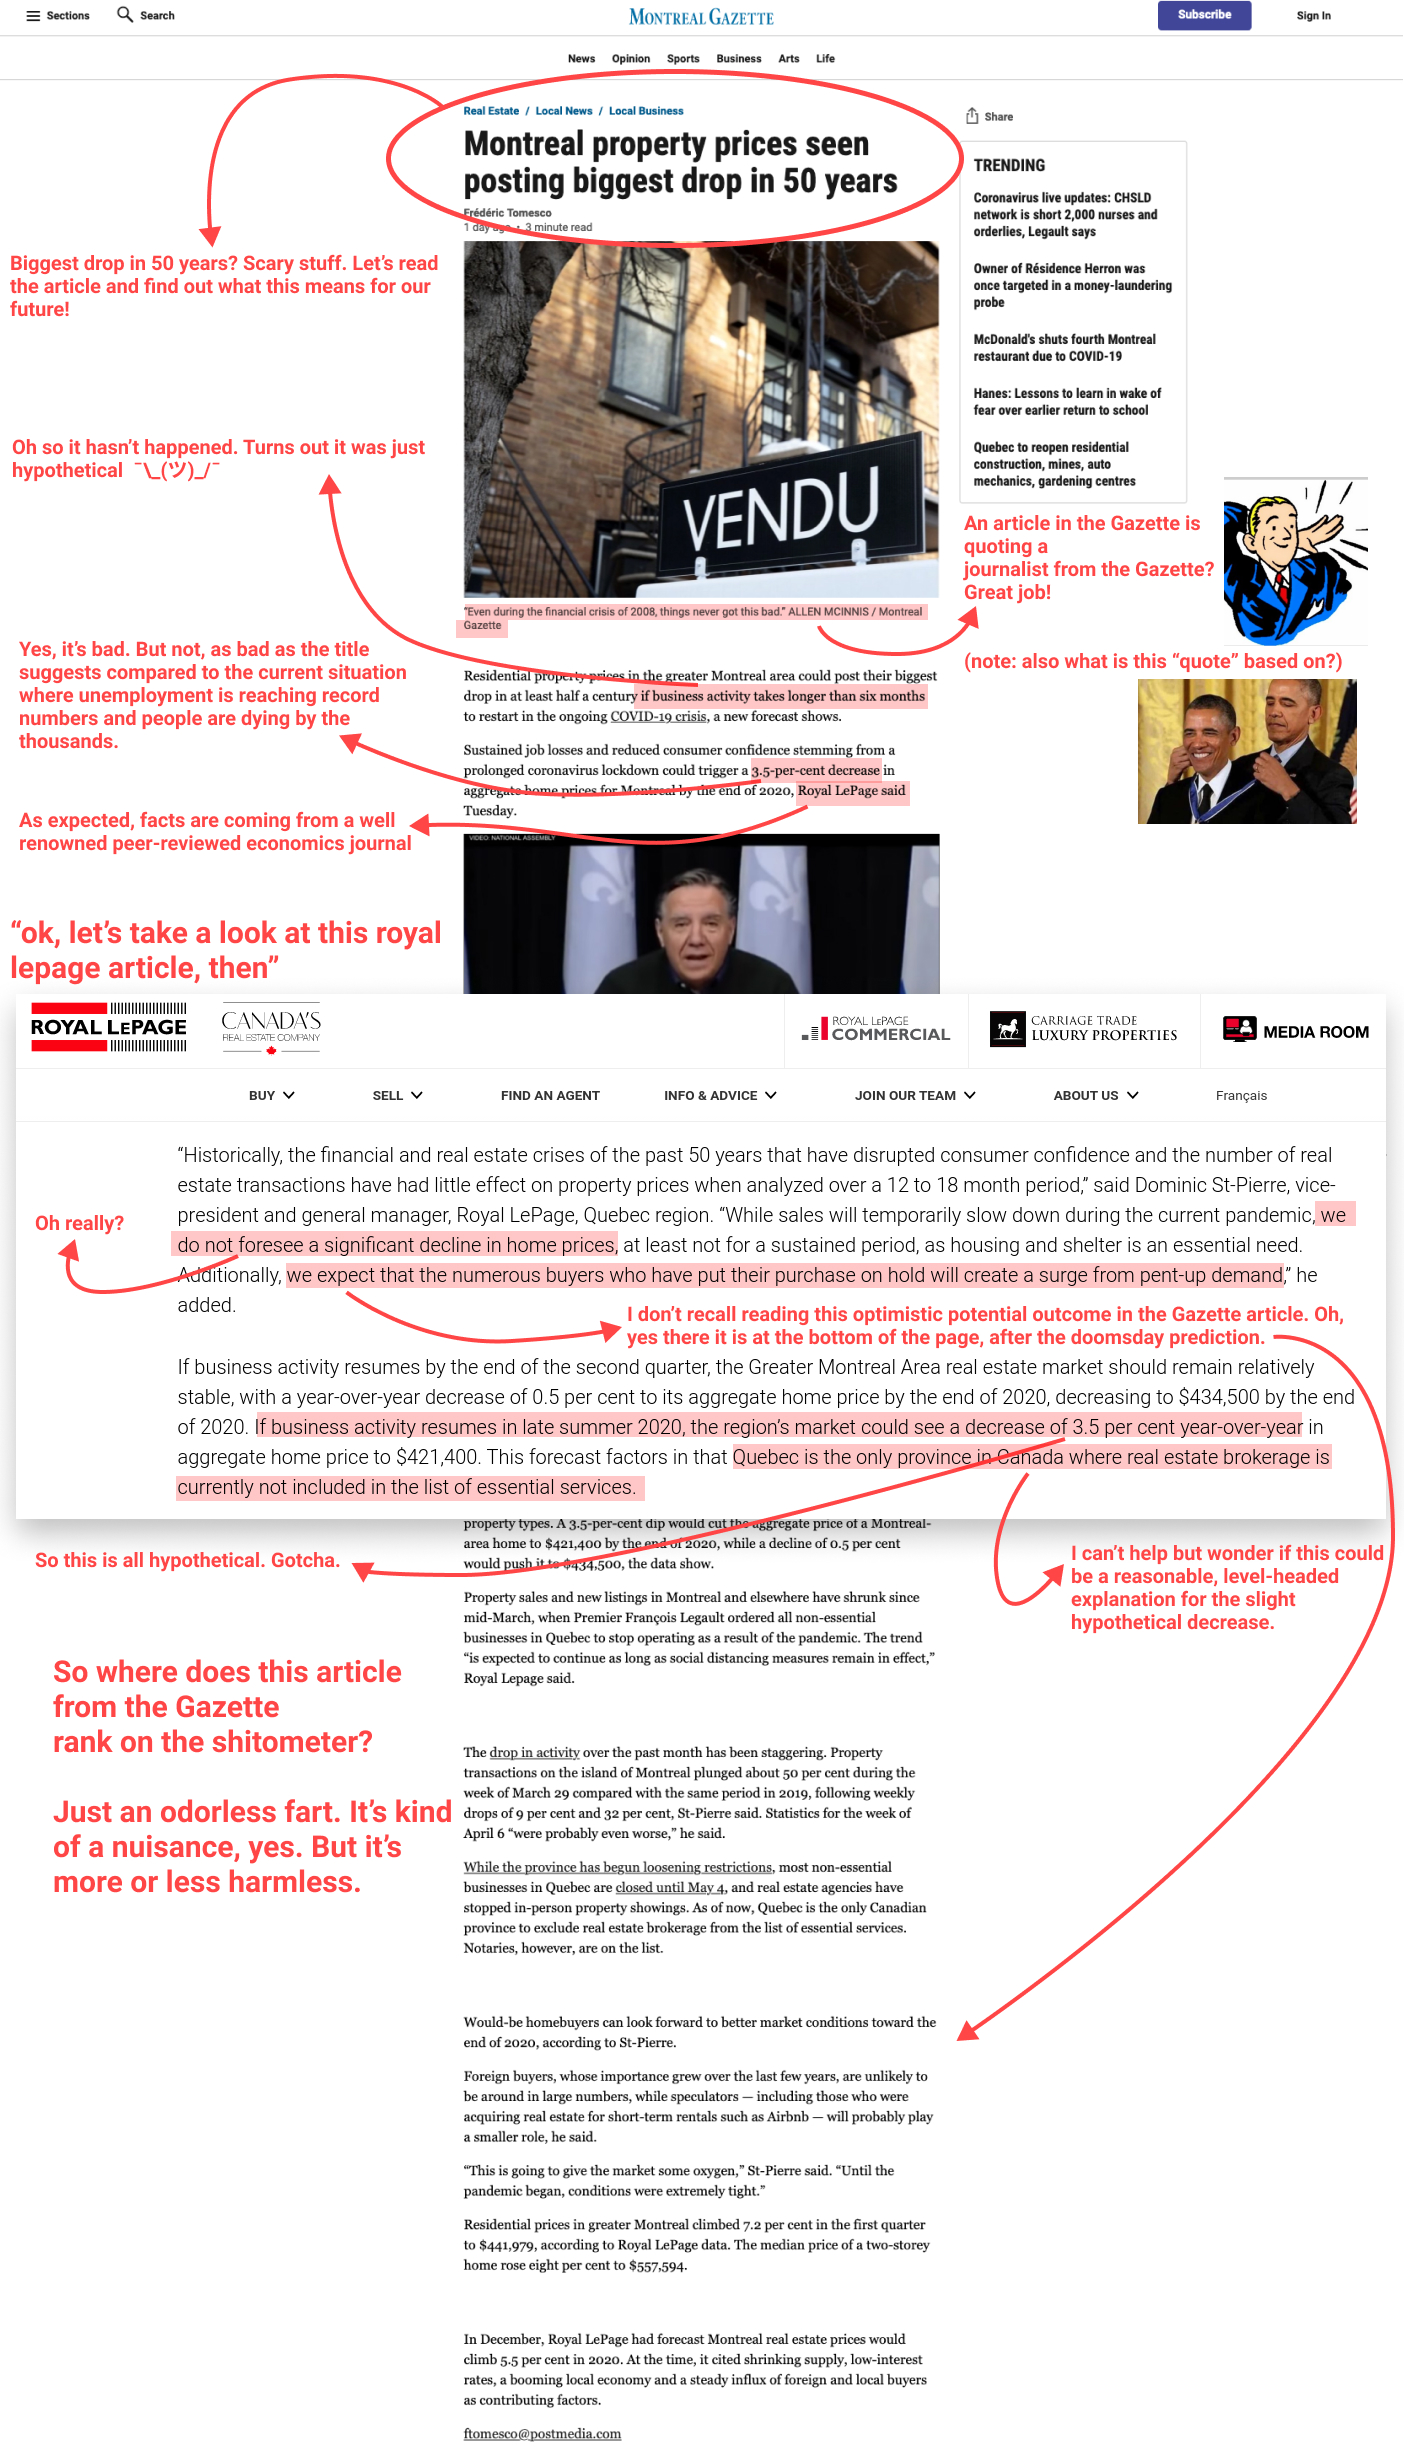 Sections
Search
MONTREAL GAZETTE
Subscribe
Sign In
News
Opinion
Sports
Business
Arts
Life
Real Estate / Local News / Local Business
Montreal property prices seen
posting biggest drop in 50 years
Frédéric Tomesco
1 day ago · 3 minute read
Share
TRENDING
Coronavirus live updates: CHSLD
network is short 2,000 nurses and
orderlies, Legault says
Owner of Résidence Herron was
once targeted in a money-laundering
probe
McDonald's shuts fourth Montreal
restaurant due to COVID-19
Hanes: Lessons to learn in wake of
fear over earlier return to school
Quebec to reopen residential
construction, mines, auto
mechanics, gardening centres
Biggest drop in 50 years? Scary stuff. Let's read
the article and find out what this means for our
future!
Oh so it hasn't happened. Turns out it was just
hypothetical ¯\_(ツ)_/¯
VENDU
An article in the Gazette is
quoting a
journalist from the Gazette?
Great job!
"Even during the financial crisis of 2008, things never got this bad." ALLEN MCINNIS / Montreal
Gazette
(note: also what is this “quote” based on?)
Yes, it's bad. But not, as bad as the title
suggests compared to the current situation
where unemployment is reaching record
numbers and people are dying by the
thousands.
Residential property prices in the greater Montreal area could post their biggest
drop in at least half a century if business activity takes longer than six months
to restart in the ongoing COVID-19 crisis, a new forecast shows.
Sustained job losses and reduced consumer confidence stemming from a
prolonged coronavirus lockdown could trigger a 3.5-per-cent decrease in
aggregate home prices for Montreal by the end of 2020, Royal LePage said
Tuesday.
As expected, facts are coming from a well
renowned peer-reviewed economics journal
VIDEO: NATIONAL ASSEMBLY
“ok, let's take a look at this royal
lepage article, then”
ROYAL LEPAGE
CANADA'S
REAL ESTATE COMPANY
ROYAL LEPAGE
COMMERCIAL
CARRIAGE TRADE
LUXURY PROPERTIES
MEDIA ROOM
BUY
SELL
FIND AN AGENT
INFO & ADVICE
JOIN OUR TEAM
ABOUT US
Français
“Historically, the financial and real estate crises of the past 50 years that have disrupted consumer confidence and the number of real
estate transactions have had little effect on property prices when analyzed over a 12 to 18 month period,” said Dominic St-Pierre, vice-
president and general manager, Royal LePage, Quebec region. “While sales will temporarily slow down during the current pandemic, we
do not foresee a significant decline in home prices, at least not for a sustained period, as housing and shelter is an essential need.
Additionally, we expect that the numerous buyers who have put their purchase on hold will create a surge from pent-up demand,” he
added.
Oh really?
I don't recall reading this optimistic potential outcome in the Gazette article. Oh,
yes there it is at the bottom of the page, after the doomsday prediction.
If business activity resumes by the end of the second quarter, the Greater Montreal Area real estate market should remain relatively
stable, with a year-over-year decrease of 0.5 per cent to its aggregate home price by the end of 2020, decreasing to $434,500 by the end
of 2020. If business activity resumes in late summer 2020, the region's market could see a decrease of 3.5 per cent year-over-year in
aggregate home price to $421,400. This forecast factors in that Quebec is the only province in Canada where real estate brokerage is
currently not included in the list of essential services.
property types. A 3.5-per-cent dip would cut the aggregate price of a Montreal-
area home to $421,400 by the end of 2020, while a decline of 0.5 per cent
would push it to $434,500, the data show.
So this is all hypothetical. Gotcha.
I can't help but wonder if this could
be a reasonable, level-headed
explanation for the slight
hypothetical decrease.
Property sales and new listings in Montreal and elsewhere have shrunk since
mid-March, when Premier François Legault ordered all non-essential
businesses in Quebec to stop operating as a result of the pandemic. The trend
“is expected to continue as long as social distancing measures remain in effect,”
Royal Lepage said.
So where does this article
from the Gazette
rank on the shitometer?
Just an odorless fart. It's kind
of a nuisance, yes. But it's
more or less harmless.
The drop in activity over the past month has been staggering. Property
transactions on the island of Montreal plunged about 50 per cent during the
week of March 29 compared with the same period in 2019, following weekly
drops of 9 per cent and 32 per cent, St-Pierre said. Statistics for the week of
April 6 “were probably even worse,” he said.
While the province has begun loosening restrictions, most non-essential
businesses in Quebec are closed until May 4, and real estate agencies have
stopped in-person property showings. As of now, Quebec is the only Canadian
province to exclude real estate brokerage from the list of essential services.
Notaries, however, are on the list.
Would-be homebuyers can look forward to better market conditions toward the
end of 2020, according to St-Pierre.
Foreign buyers, whose importance grew over the last few years, are unlikely to
be around in large numbers, while speculators — including those who were
acquiring real estate for short-term rentals such as Airbnb — will probably play
a smaller role, he said.
“This is going to give the market some oxygen,” St-Pierre said. “Until the
pandemic began, conditions were extremely tight.”
Residential prices in greater Montreal climbed 7.2 per cent in the first quarter
to $441,979, according to Royal LePage data. The median price of a two-storey
home rose eight per cent to $557,594.
In December, Royal LePage had forecast Montreal real estate prices would
climb 5.5 per cent in 2020. At the time, it cited shrinking supply, low-interest
rates, a booming local economy and a steady influx of foreign and local buyers
as contributing factors.
ftomesco@postmedia.com